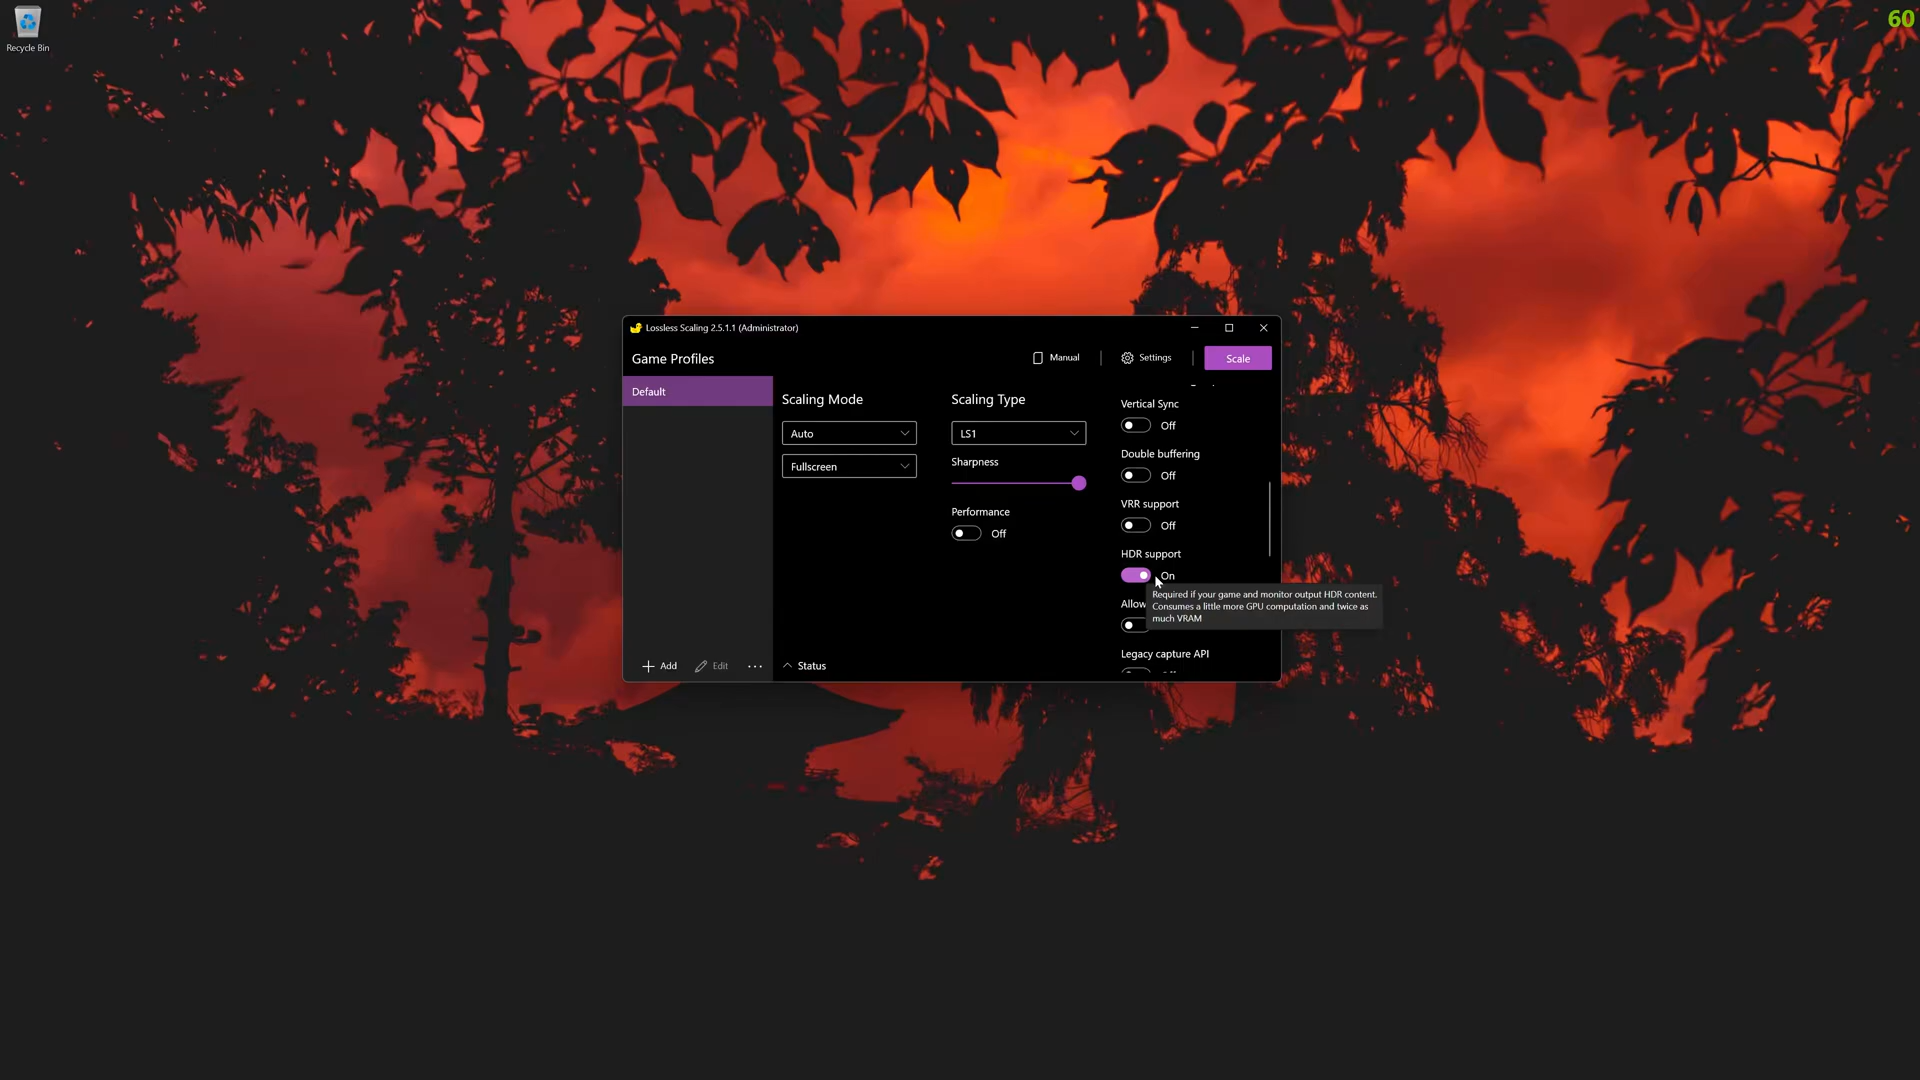 60
Recycle Bin
Lossless Scaling 2.5.1.1 (Administrator)
Game Profiles
Manual
Settings
Scale
Default
Scaling Mode
Auto
Fullscreen
Scaling Type
LS1
Sharpness
Performance
Off
Vertical Sync
Off
Double buffering
Off
VRR support
Off
HDR support
On
Required if your game and monitor output HDR content.
Consumes a little more GPU computation and twice as
much VRAM
Allow
Legacy capture API
Add
Edit
Status